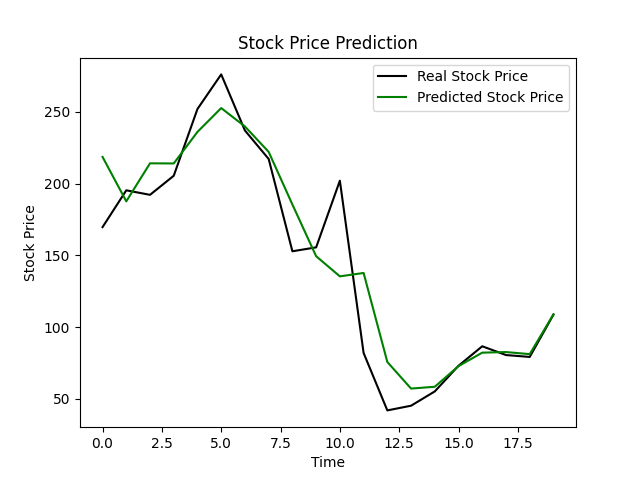 Stock Price Prediction
Real Stock Price
Predicted Stock Price
Stock Price
250
200
150
100
50
0.0 2.5 5.0 7.5 10.0 12.5 15.0 17.5
Time